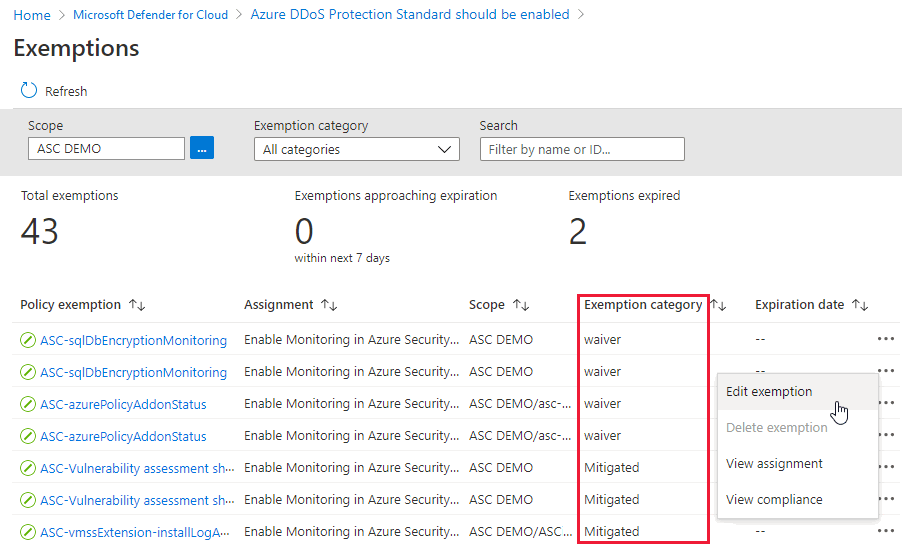 Home > Microsoft Defender for Cloud > Azure DDoS Protection Standard should be enabled >
Exemptions
Refresh
Scope Exemption category Search
ASC DEMO ... All categories Filter by name or ID...
Total exemptions Exemptions approaching expiration Exemptions expired
43 0 2
within next 7 days
Policy exemption ↑↓ Assignment ↑↓ Scope ↑↓ Exemption category ↑↓ Expiration date ↑↓
ASC-sqlDbEncryptionMonitoring Enable Monitoring in Azure Security... ASC DEMO waiver -- ...
ASC-sqlDbEncryptionMonitoring Enable Monitoring in Azure Security... ASC DEMO waiver -- ...
ASC-azurePolicyAddonStatus Enable Monitoring in Azure Security... ASC DEMO/asc-... waiver ...
ASC-azurePolicyAddonStatus Enable Monitoring in Azure Security... ASC DEMO/asc-... waiver ...
ASC-Vulnerability assessment sh... Enable Monitoring in Azure Security... ASC DEMO Mitigated ...
ASC-Vulnerability assessment sh... Enable Monitoring in Azure Security... ASC DEMO Mitigated ...
ASC-vmssExtension-installLogA... Enable Monitoring in Azure Security... ASC DEMO/ASC... Mitigated -- ...
Edit exemption
Delete exemption
View assignment
View compliance